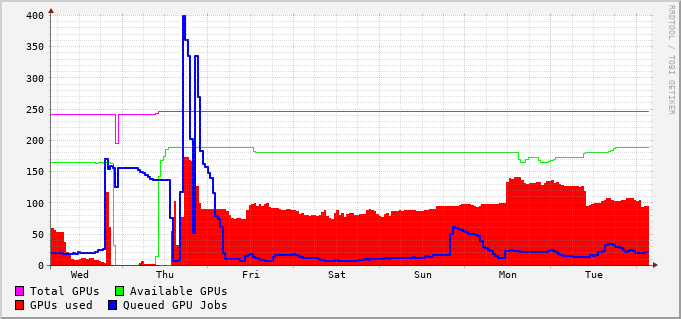 400
350
300
250
200
150
100
50
0
Wed Thu Fri Sat Sun Mon Tue
Total GPUs Available GPUs
GPUs used Queued GPU Jobs
RRDTOOL / TOBI OETIKER